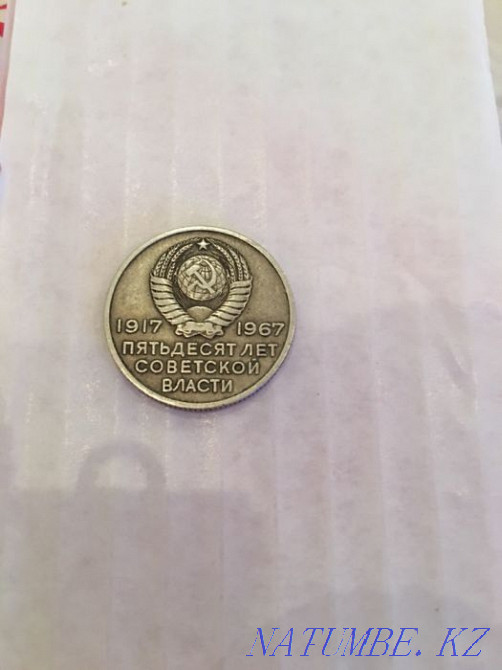 1917 1967
ПЯТЬДЕСЯТ ЛЕТ
СОВЕТСКОЙ
ВЛАСТИ
NATUMBE. KZ